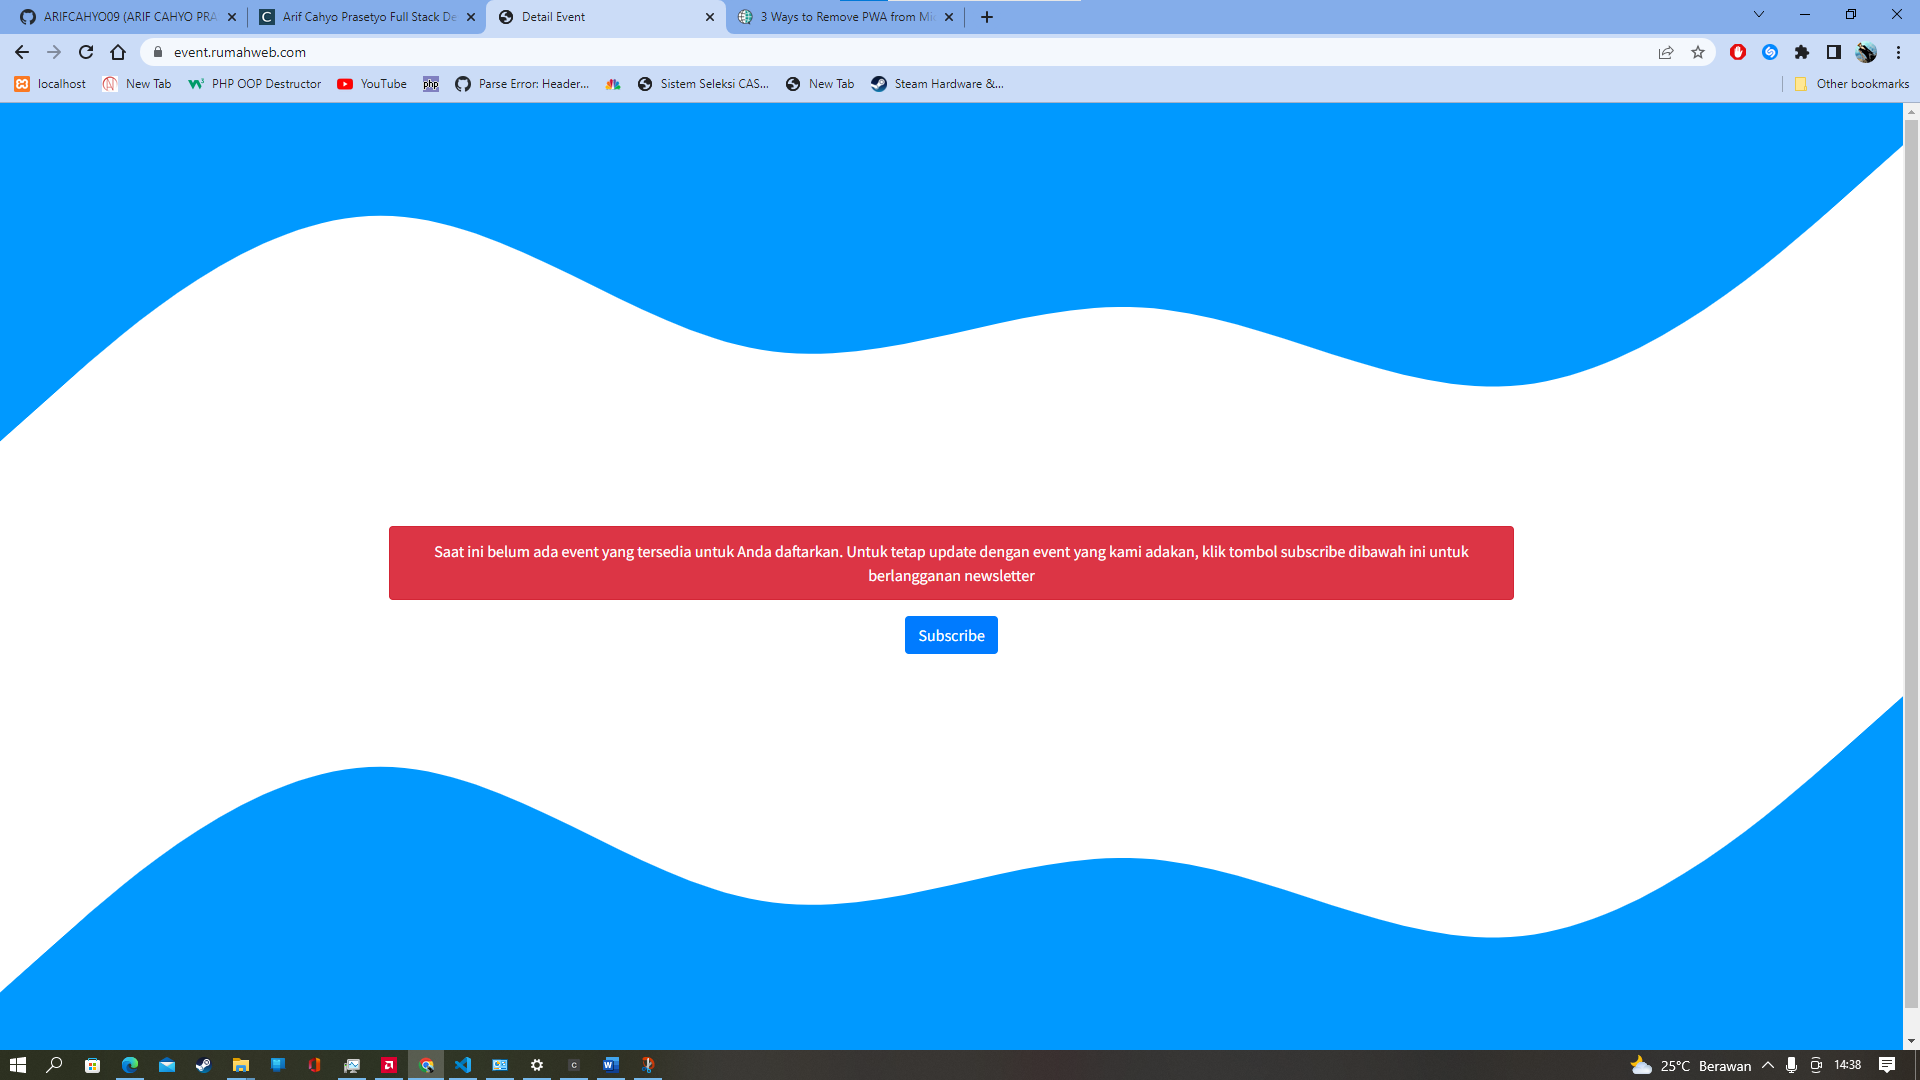 ARIFCAHYO09 (ARIF CAHYO PRA
Arif Cahyo Prasetyo Full Stack De
Detail Event
3 Ways to Remove PWA from Mi
event.rumahweb.com
localhost
New Tab
PHP OOP Destructor
YouTube
php
Parse Error: Header...
Sistem Seleksi CAS...
New Tab
Steam Hardware &...
Other bookmarks
Saat ini belum ada event yang tersedia untuk Anda daftarkan. Untuk tetap update dengan event yang kami adakan, klik tombol subscribe dibawah ini untuk
berlangganan newsletter
Subscribe
25°C Berawan
14:38